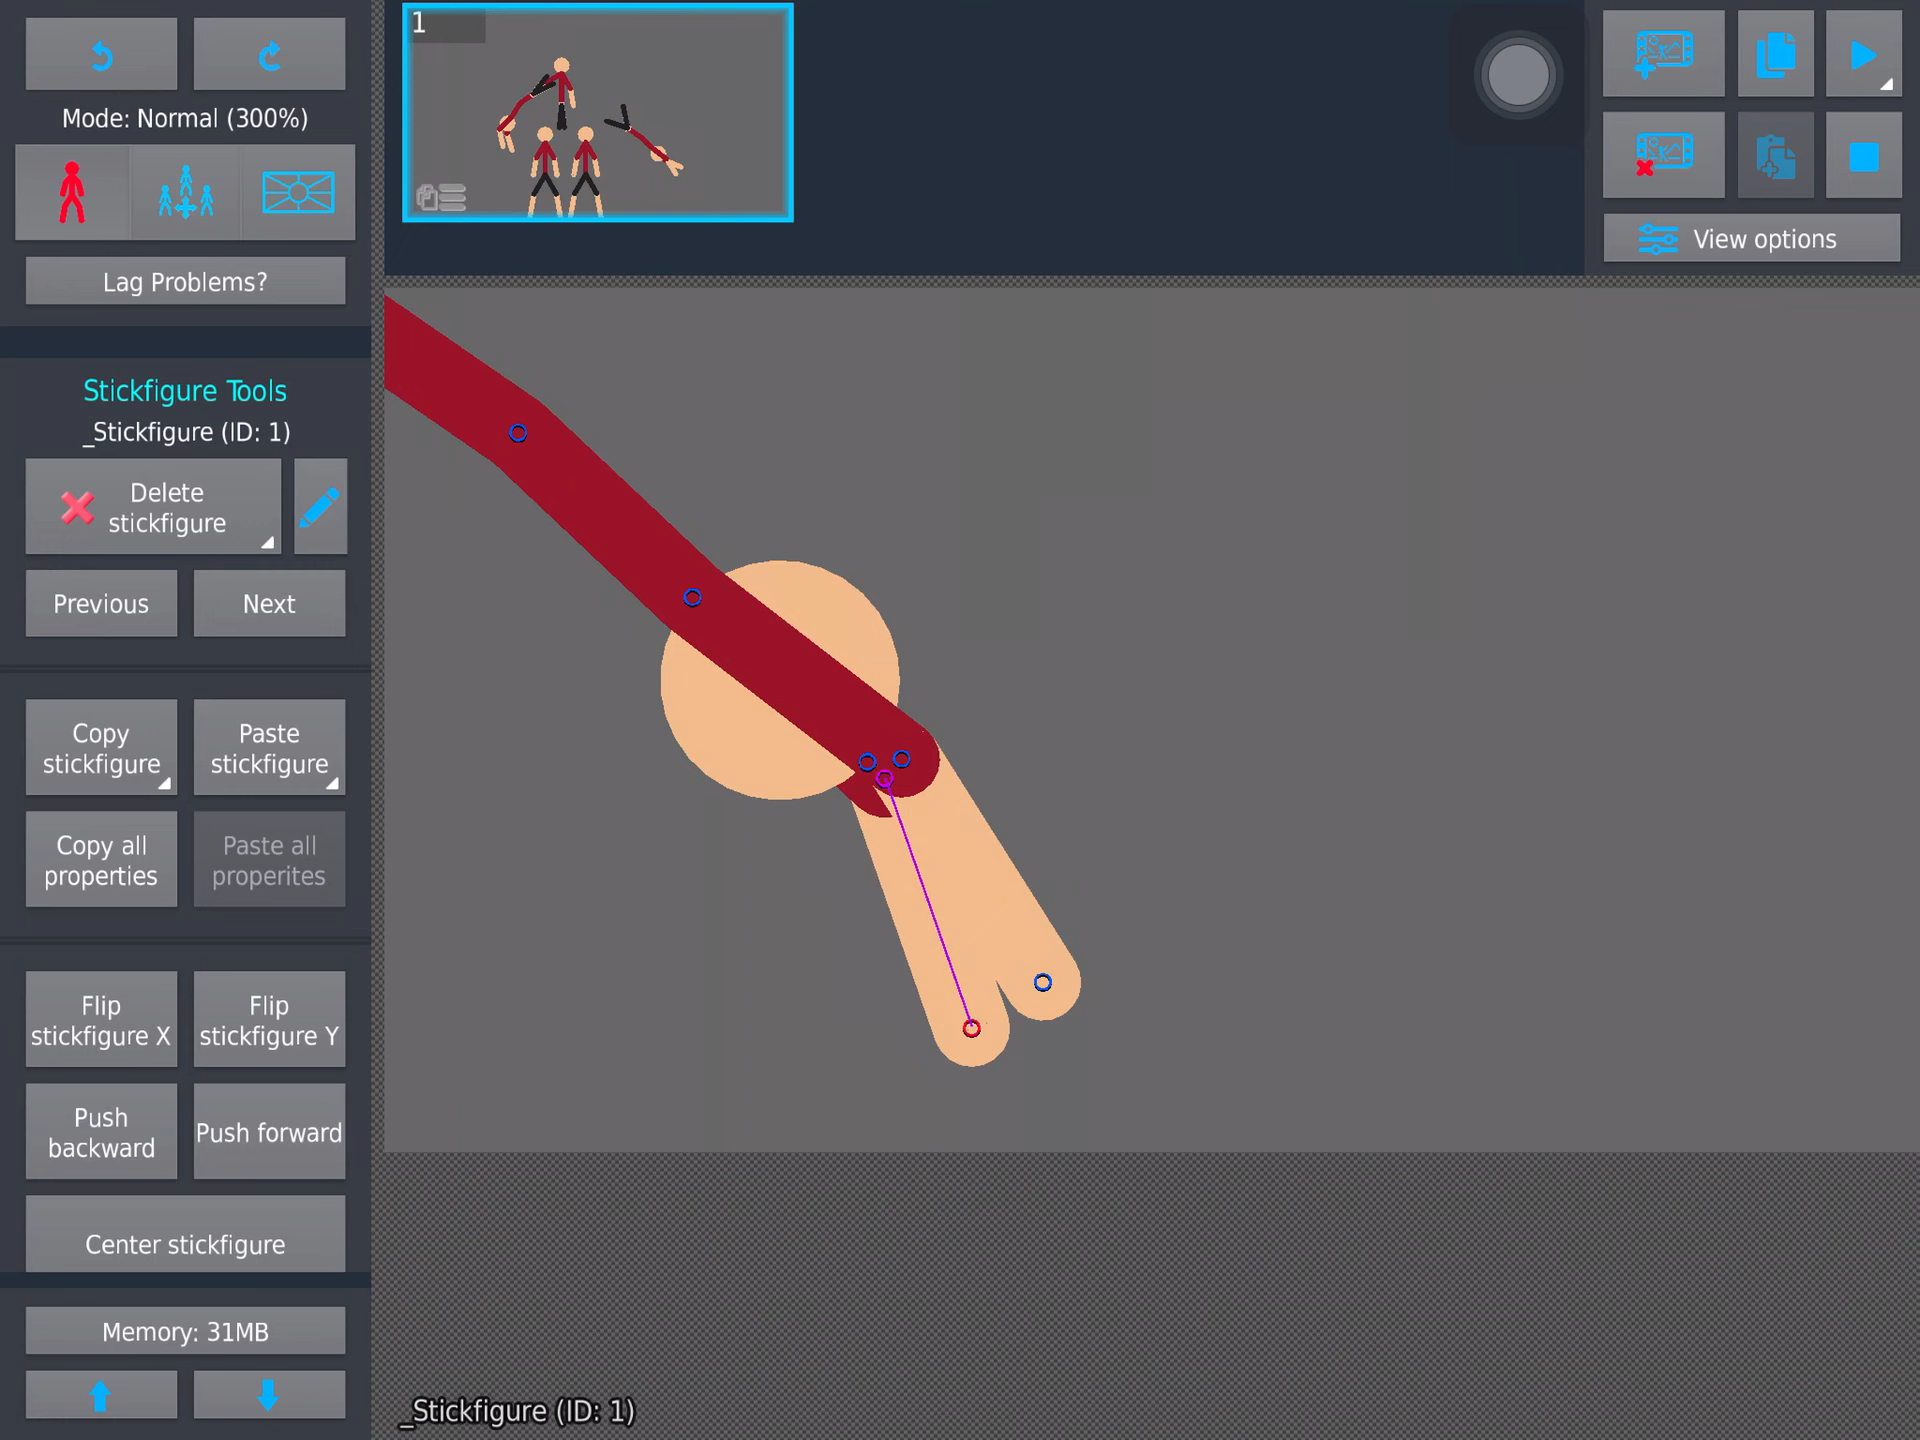 1
Mode: Normal (300%)
Lag Problems?
View options
Stickfigure Tools
_Stickfigure (ID: 1)
Delete
stickfigure
Previous
Next
Copy
stickfigure
Paste
stickfigure
Copy all
properties
Paste all
properites
Flip
stickfigure X
Flip
stickfigure Y
Push
backward
Push forward
Center stickfigure
Memory: 31MB
_Stickfigure (ID: 1)